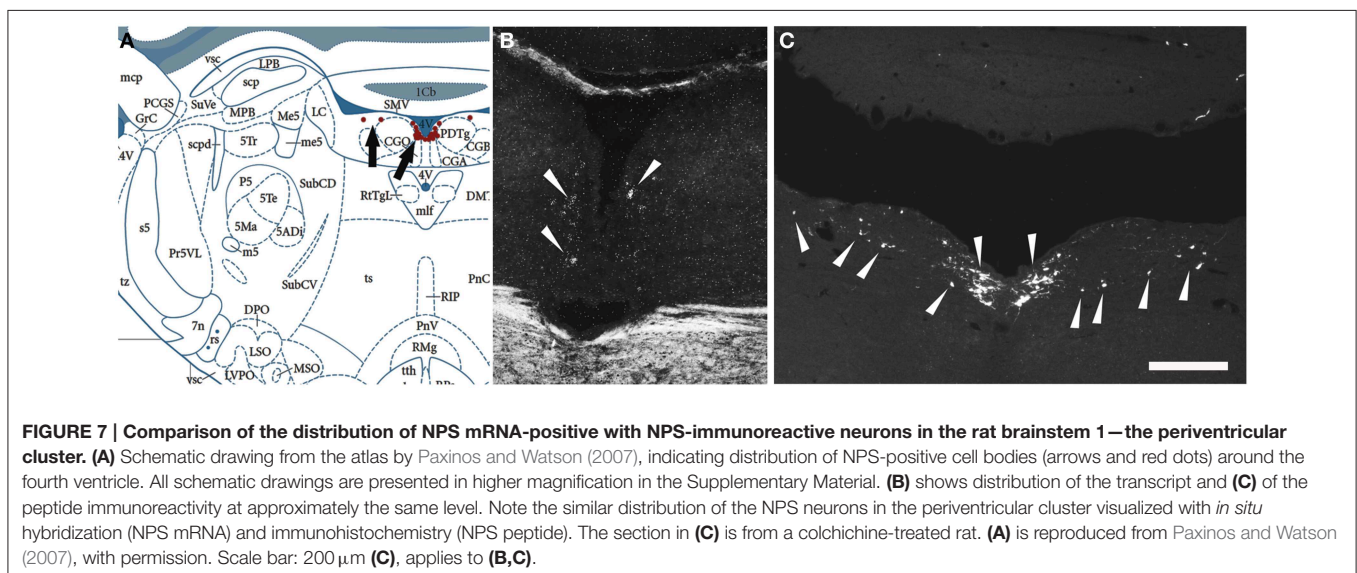 A
B
C
vsc
LPB
mcp
scp
1Cb
PCGS
SuVe
SMV
GrC
MPB
Me5
LC
4V
PDTg
4V
scpd
5Tr
me5
CGO
CGB
CGA
P5
SubCD
4V
5Te
RtTgL
DMT
mlf
s5
5Ma
5ADi
Pr5VL
m5
ts
PnC
tz
SubCV
RIP
DPO
7n
PnV
rs
LSO
RMg
MSO
vsc
LVPO
tth
FIGURE 7 | Comparison of the distribution of NPS mRNA-positive with NPS-immunoreactive neurons in the rat brainstem 1—the periventricular
cluster. (A) Schematic drawing from the atlas by Paxinos and Watson (2007), indicating distribution of NPS-positive cell bodies (arrows and red dots) around the
fourth ventricle. All schematic drawings are presented in higher magnification in the Supplementary Material. (B) shows distribution of the transcript and (C) of the
peptide immunoreactivity at approximately the same level. Note the similar distribution of the NPS neurons in the periventricular cluster visualized with in situ
hybridization (NPS mRNA) and immunohistochemistry (NPS peptide). The section in (C) is from a colchichine-treated rat. (A) is reproduced from Paxinos and Watson
(2007), with permission. Scale bar: 200 μm (C), applies to (B,C).